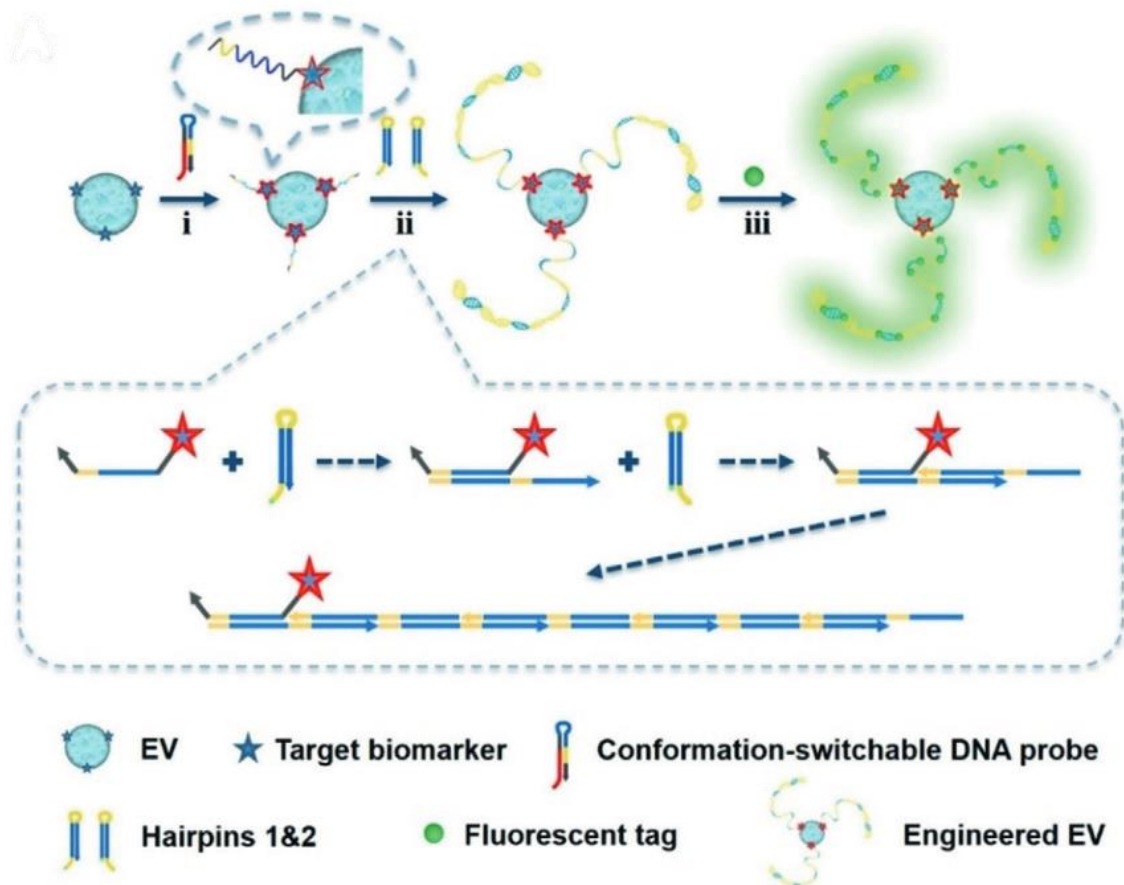 A
i
ii
iii
EV
Target biomarker
Conformation-switchable DNA probe
Hairpins 1&2
Fluorescent tag
Engineered EV